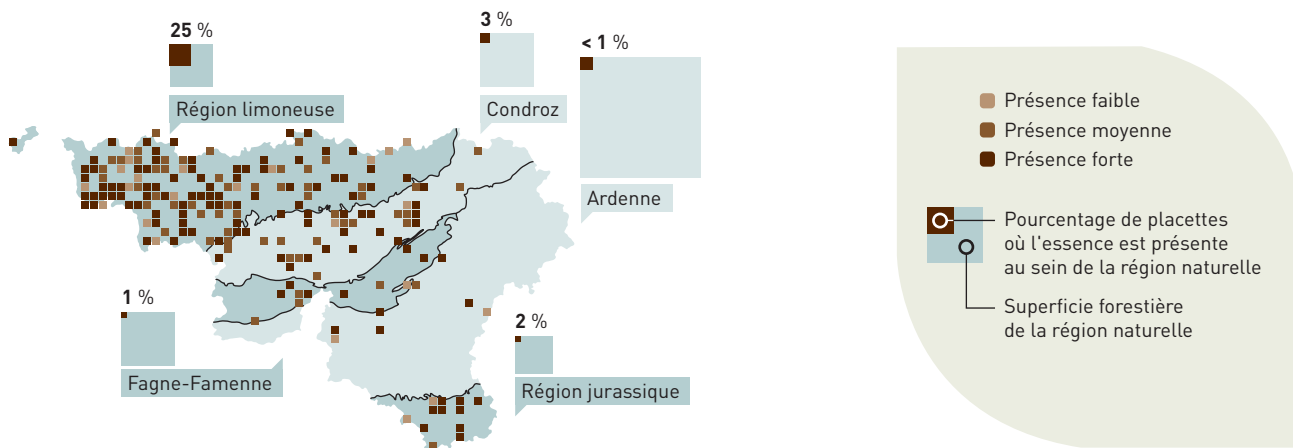 25 %
Région limoneuse
3 %
Condroz
< 1 %
Ardenne
1 %
Fagne-Famenne
2 %
Région jurassique
Présence faible
Présence moyenne
Présence forte
Pourcentage de placettes
où l'essence est présente
au sein de la région naturelle
Superficie forestière
de la région naturelle